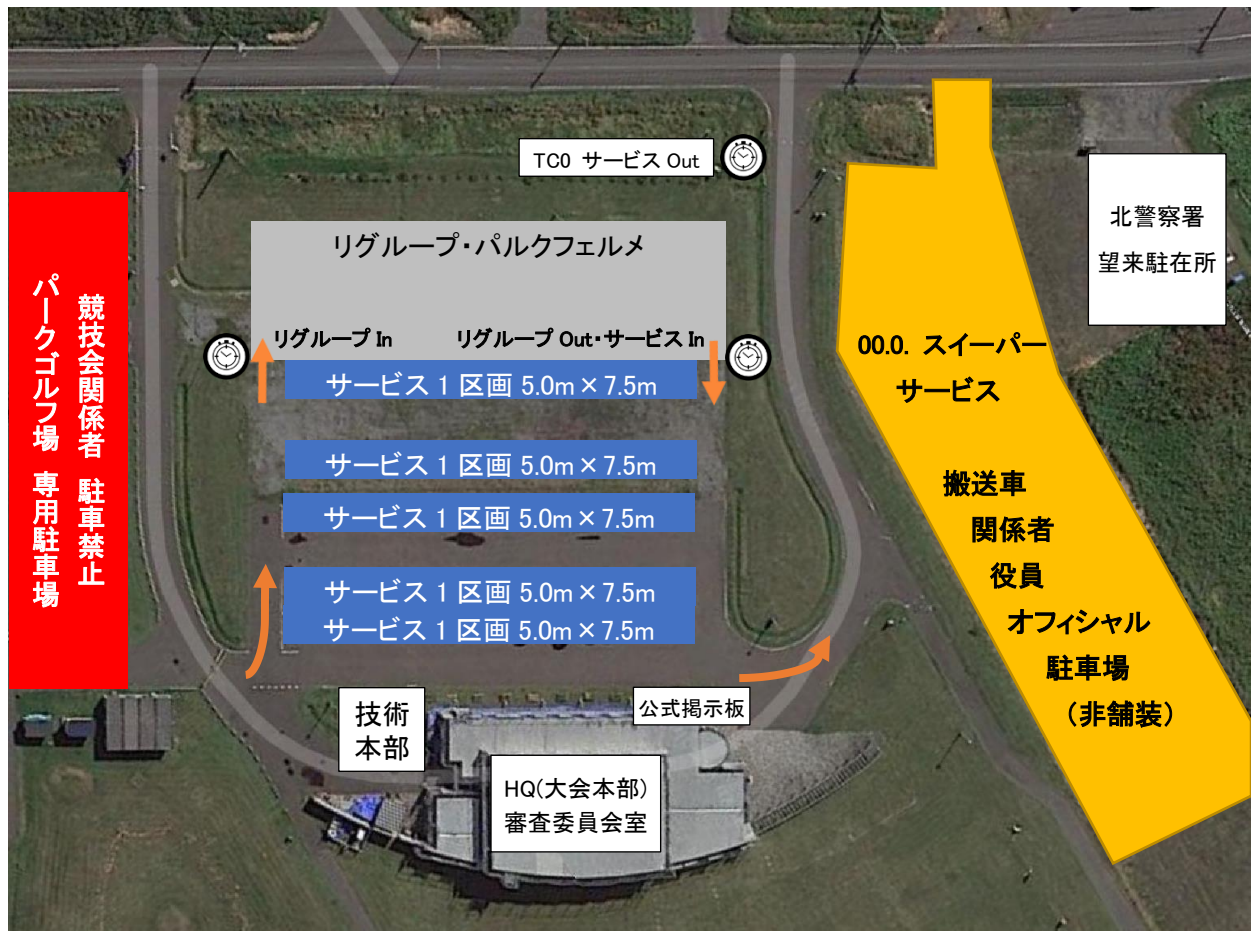 TC0 サービス Out
北警察署
望来駐在所
リグループ・パルクフェルメ
リグループ In
リグループ Out・サービス In
サービス 1 区画 5.0m×7.5m
サービス 1 区画 5.0m×7.5m
サービス 1 区画 5.0m×7.5m
サービス 1 区画 5.0m×7.5m
サービス 1 区画 5.0m×7.5m
競技会関係者 駐車禁止
パークゴルフ場 専用駐車場
00.0. スイーパー
サービス
搬送車
関係者
役員
オフィシャル
駐車場
(非舗装)
技術
本部
公式掲示板
HQ(大会本部)
審査委員会室